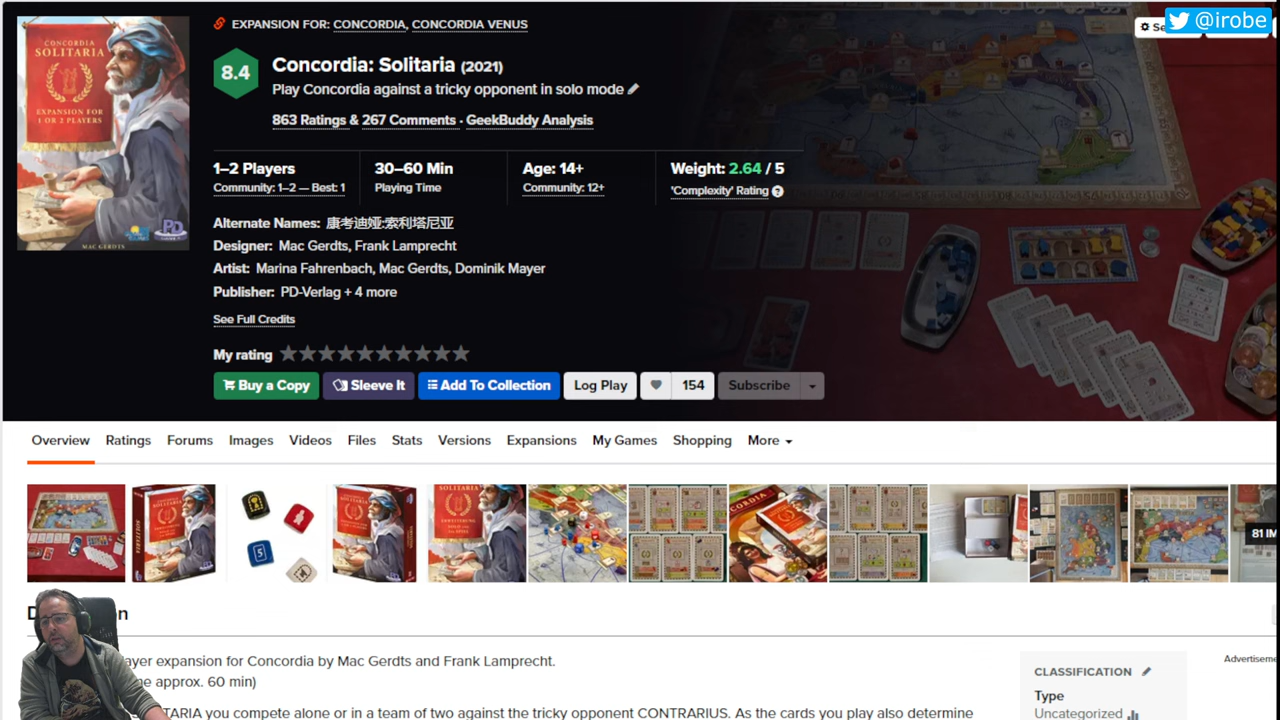 EXPANSION FOR: CONCORDIA, CONCORDIA VENUS
@irobe
CONCORDIA
SOLITARIA
EXPANSION FOR
1 OR 2 PLAYERS
MAC GERDTS
PD
8.4
Concordia: Solitaria (2021)
Play Concordia against a tricky opponent in solo mode
863 Ratings & 267 Comments · GeekBuddy Analysis
1–2 Players
Community: 1–2 — Best: 1
30–60 Min
Playing Time
Age: 14+
Community: 12+
Weight: 2.64 / 5
'Complexity' Rating ?
Alternate Names: 康考迪娅:索利塔尼亚
Designer: Mac Gerdts, Frank Lamprecht
Artist: Marina Fahrenbach, Mac Gerdts, Dominik Mayer
Publisher: PD-Verlag + 4 more
See Full Credits
My rating
Buy a Copy
Sleeve It
Add To Collection
Log Play
154
Subscribe
Overview Ratings Forums Images Videos Files Stats Versions Expansions My Games Shopping More
SOLITARIA
5
81 IM
ayer expansion for Concordia by Mac Gerdts and Frank Lamprecht.
e approx. 60 min)
TARIA you compete alone or in a team of two against the tricky opponent CONTRARIUS. As the cards you play also determine
CLASSIFICATION
Type
Uncategorized
Advertiseme